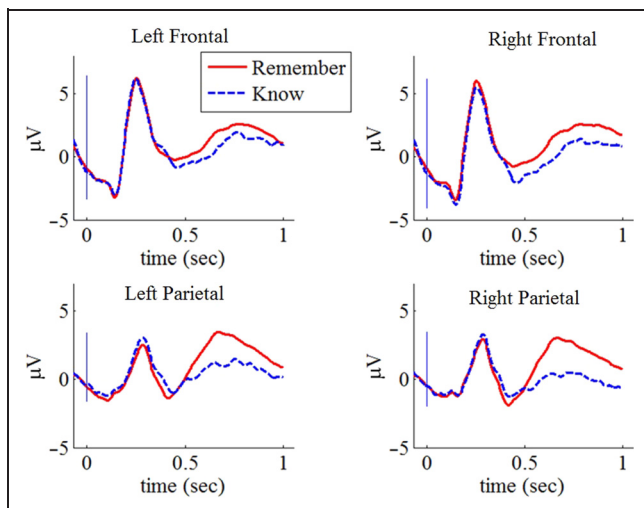 Left Frontal
Right Frontal
Remember
Know
5
0
−5
μV
0
0.5
1
time (sec)
5
0
−5
μV
0
0.5
1
time (sec)
Left Parietal
Right Parietal
5
0
−5
μV
0
0.5
1
time (sec)
5
0
−5
μV
0
0.5
1
time (sec)